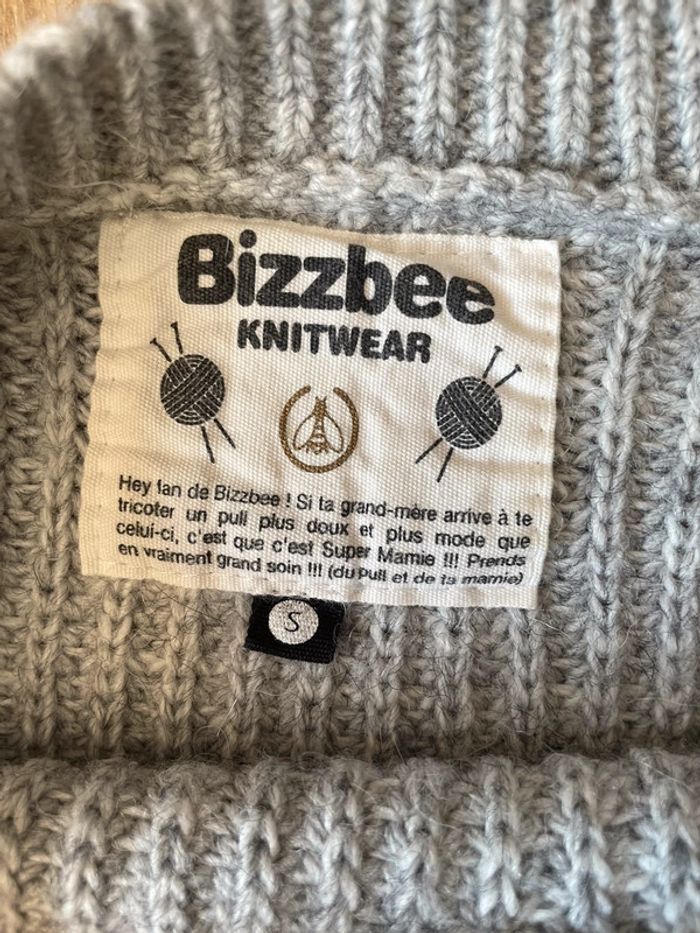 Bizzbee
KNITWEAR
Hey fan de Bizzbee ! Si ta grand-mère arrive à te
tricoter un pull plus doux et plus mode que
celui-ci, c'est que c'est Super Mamie !!! Prends
en vraiment grand soin !!! (du pull et de ta mamie)
S